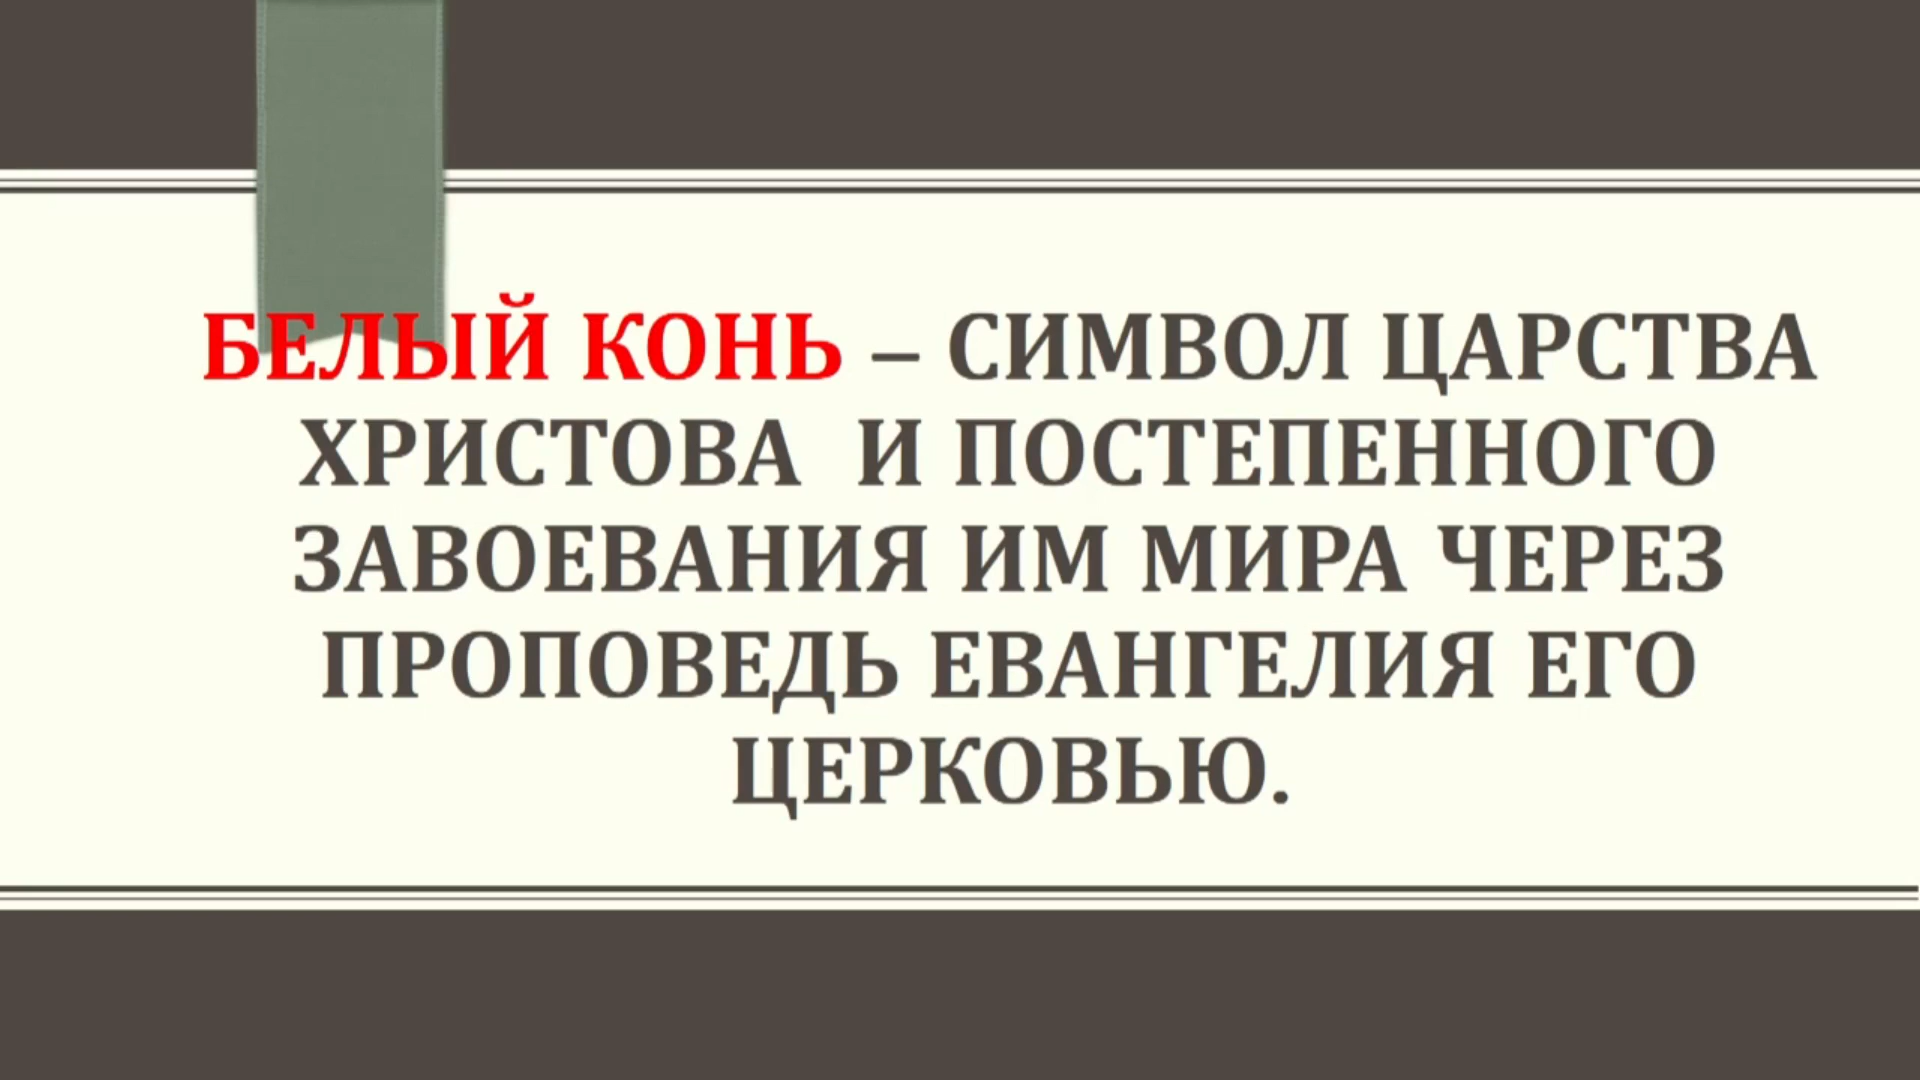 БЕЛЫЙ КОНЬ – СИМВОЛ ЦАРСТВА
ХРИСТОВА И ПОСТЕПЕННОГО
ЗАВОЕВАНИЯ ИМ МИРА ЧЕРЕЗ
ПРОПОВЕДЬ ЕВАНГЕЛИЯ ЕГО
ЦЕРКОВЬЮ.